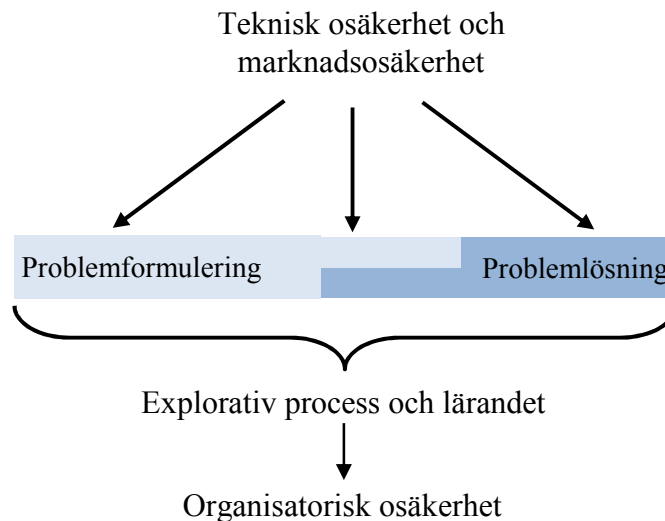 Teknisk osäkerhet och
marknadsosäkerhet
Problemformulering
Problemlösning
Explorativ process och lärandet
Organisatorisk osäkerhet